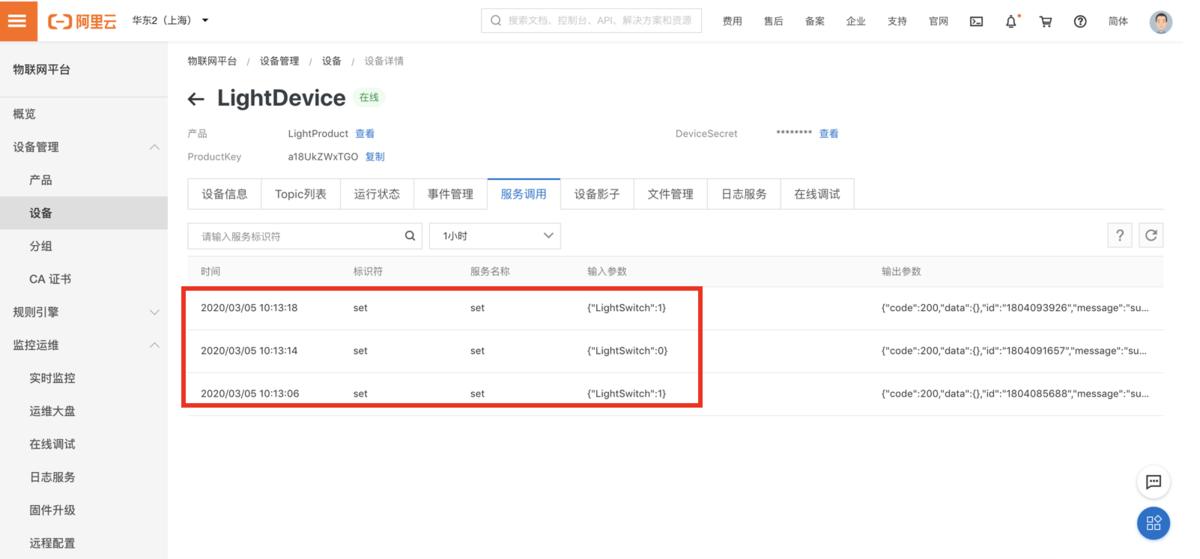 阿里云 华东2（上海） 搜索文档、控制台、API、解决方案和资源 费用 售后 备案 企业 支持 官网 简体
物联网平台
概览
设备管理
产品
设备
分组
CA 证书
规则引擎
监控运维
实时监控
运维大盘
在线调试
日志服务
固件升级
远程配置
物联网平台 / 设备管理 / 设备 / 设备详情
LightDevice 在线
产品 LightProduct 查看 DeviceSecret ******** 查看
ProductKey a18UkZWxTGO 复制
设备信息 Topic列表 运行状态 事件管理 服务调用 设备影子 文件管理 日志服务 在线调试
请输入服务标识符 1小时 ?
时间 标识符 服务名称 输入参数 输出参数
2020/03/05 10:13:18 set set {"LightSwitch":1} {"code":200,"data":{},"id":"1804093926","message":"su...
2020/03/05 10:13:14 set set {"LightSwitch":0} {"code":200,"data":{},"id":"1804091657","message":"su...
2020/03/05 10:13:06 set set {"LightSwitch":1} {"code":200,"data":{},"id":"1804085688","message":"su...